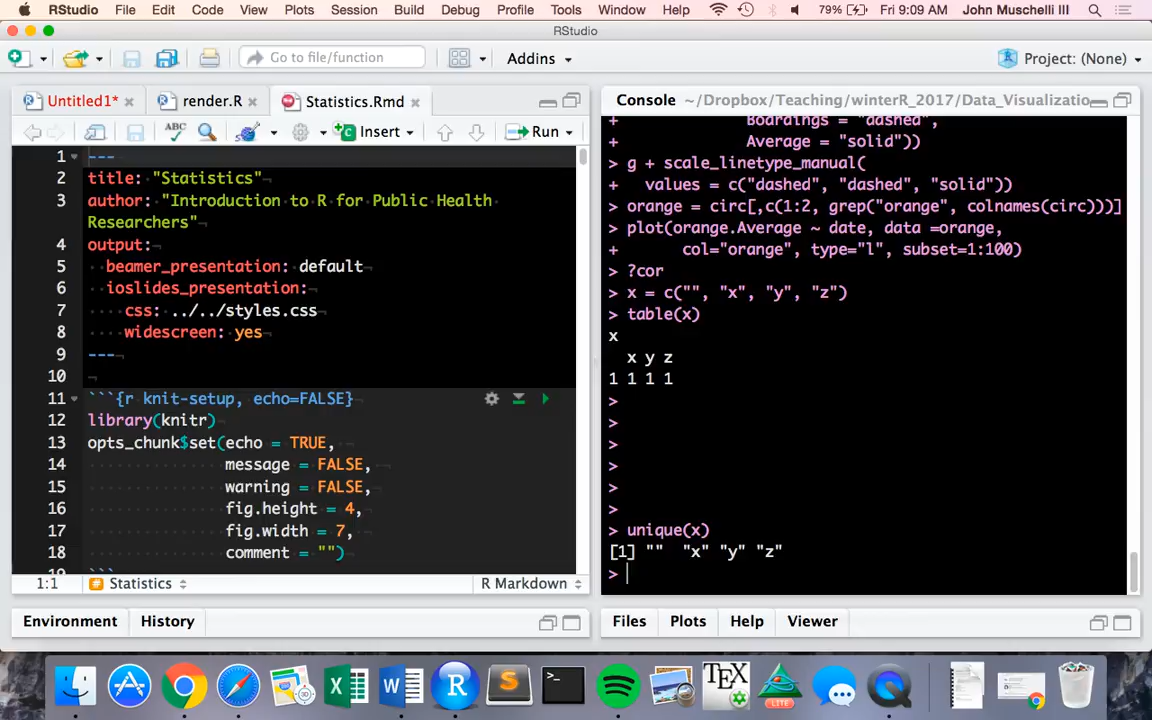 RStudio File Edit Code View Plots Session Build Debug Profile Tools Window Help 79% Fri 9:09 AM John Muschelli III
RStudio
Go to file/function Addins Project: (None)
Untitled1* render.R Statistics.Rmd
ABC Insert Run
1 ---
2 title: "Statistics"
3 author: "Introduction to R for Public Health
Researchers"
4 output:
5 beamer_presentation: default
6 ioslides_presentation:
7 css: ../../styles.css
8 widescreen: yes
9 ---
10
11 ```{r knit-setup, echo=FALSE}
12 library(knitr)
13 opts_chunk$set(echo = TRUE,
14 message = FALSE,
15 warning = FALSE,
16 fig.height = 4,
17 fig.width = 7,
18 comment = "")
19 ```
1:1 Statistics R Markdown
Environment History
Console ~/Dropbox/Teaching/winterR_2017/Data_Visualizatio
+ Boardings = "dashed",
+ Average = "solid"))
> g + scale_linetype_manual(
+ values = c("dashed", "dashed", "solid"))
> orange = circ[,c(1:2, grep("orange", colnames(circ)))]
> plot(orange.Average ~ date, data =orange,
+ col="orange", type="l", subset=1:100)
> ?cor
> x = c("", "x", "y", "z")
> table(x)
x
x y z
1 1 1 1
>
>
>
>
>
>
> unique(x)
[1] "" "x" "y" "z"
>
Files Plots Help Viewer
X W R S >_ TEX LITE